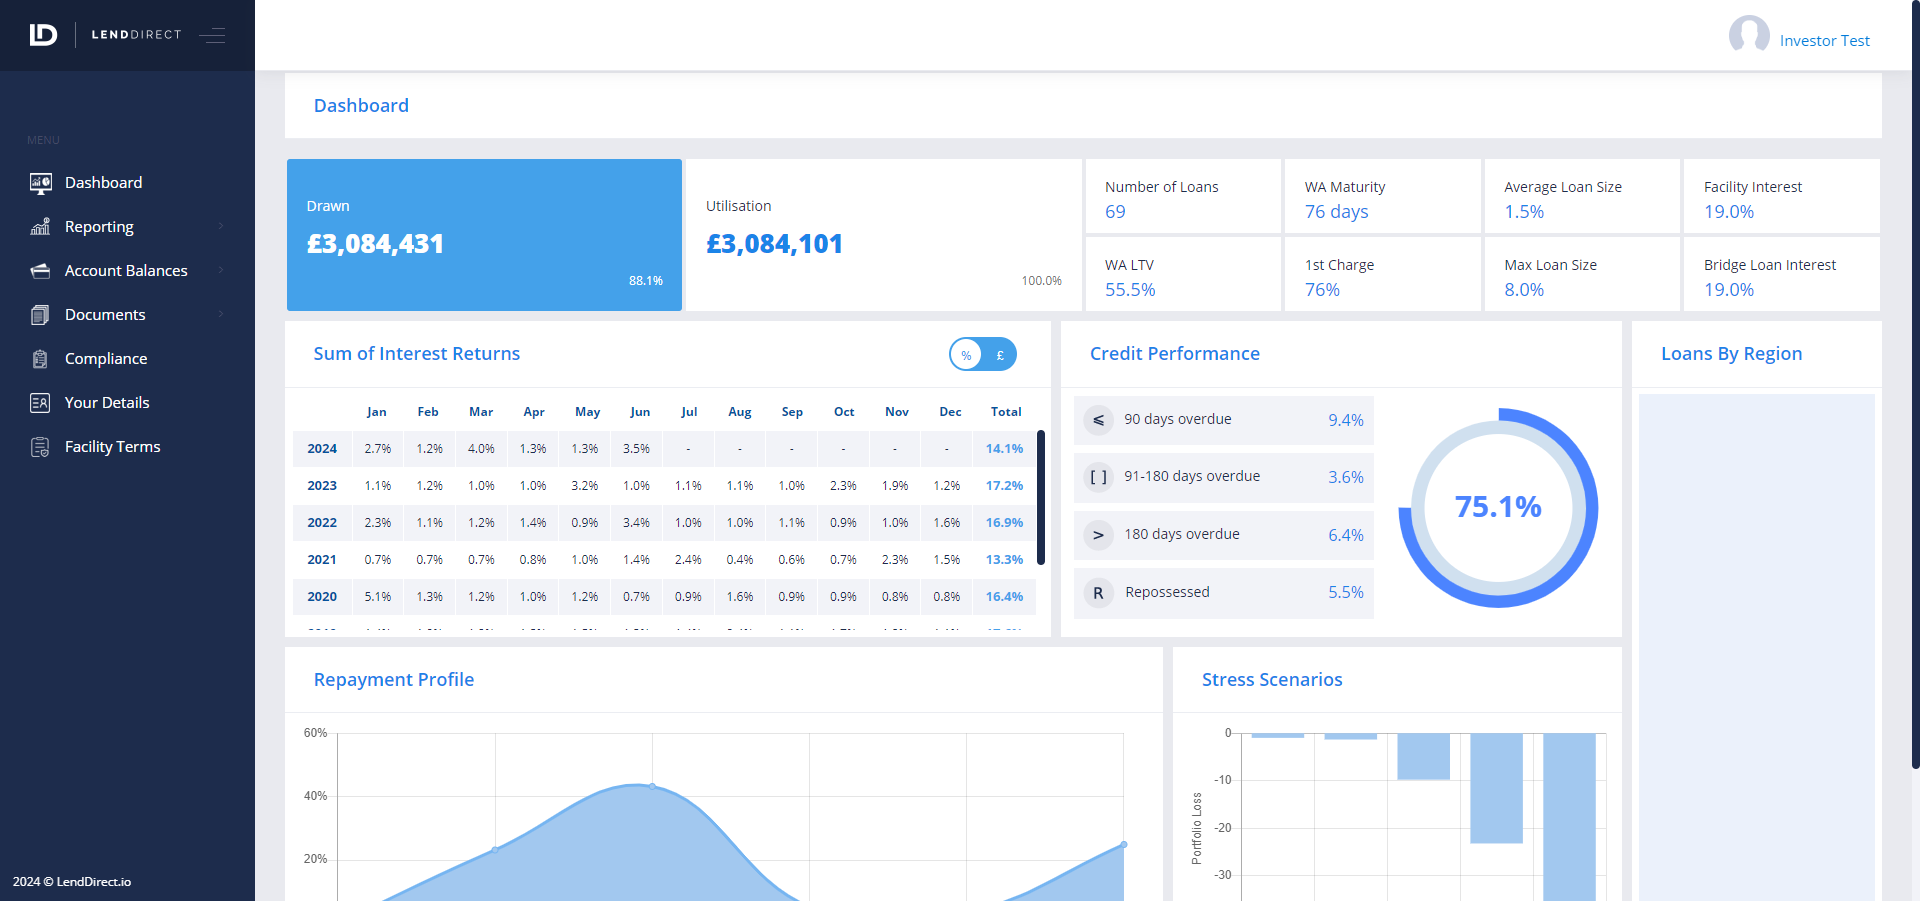 LD LENDDIRECT
Investor Test
MENU
Dashboard
Reporting
Account Balances
Documents
Compliance
Your Details
Facility Terms
2024 © LendDirect.io
Dashboard
Drawn
£3,084,431
88.1%
Utilisation
£3,084,101
100.0%
Number of Loans
69
WA Maturity
76 days
Average Loan Size
1.5%
Facility Interest
19.0%
WA LTV
55.5%
1st Charge
76%
Max Loan Size
8.0%
Bridge Loan Interest
19.0%
Sum of Interest Returns
% £
Jan Feb Mar Apr May Jun Jul Aug Sep Oct Nov Dec Total
2024 2.7% 1.2% 4.0% 1.3% 1.3% 3.5% - - - - - - 14.1%
2023 1.1% 1.2% 1.0% 1.0% 3.2% 1.0% 1.1% 1.1% 1.0% 2.3% 1.9% 1.2% 17.2%
2022 2.3% 1.1% 1.2% 1.4% 0.9% 3.4% 1.0% 1.0% 1.1% 0.9% 1.0% 1.6% 16.9%
2021 0.7% 0.7% 0.7% 0.8% 1.0% 1.4% 2.4% 0.4% 0.6% 0.7% 2.3% 1.5% 13.3%
2020 5.1% 1.3% 1.2% 1.0% 1.2% 0.7% 0.9% 1.6% 0.9% 0.9% 0.8% 0.8% 16.4%
Credit Performance
⩽ 90 days overdue 9.4%
[ ] 91-180 days overdue 3.6%
> 180 days overdue 6.4%
R Repossessed 5.5%
75.1%
Loans By Region
Repayment Profile
60%
40%
20%
Stress Scenarios
0
-10
-20
-30
Portfolio Loss